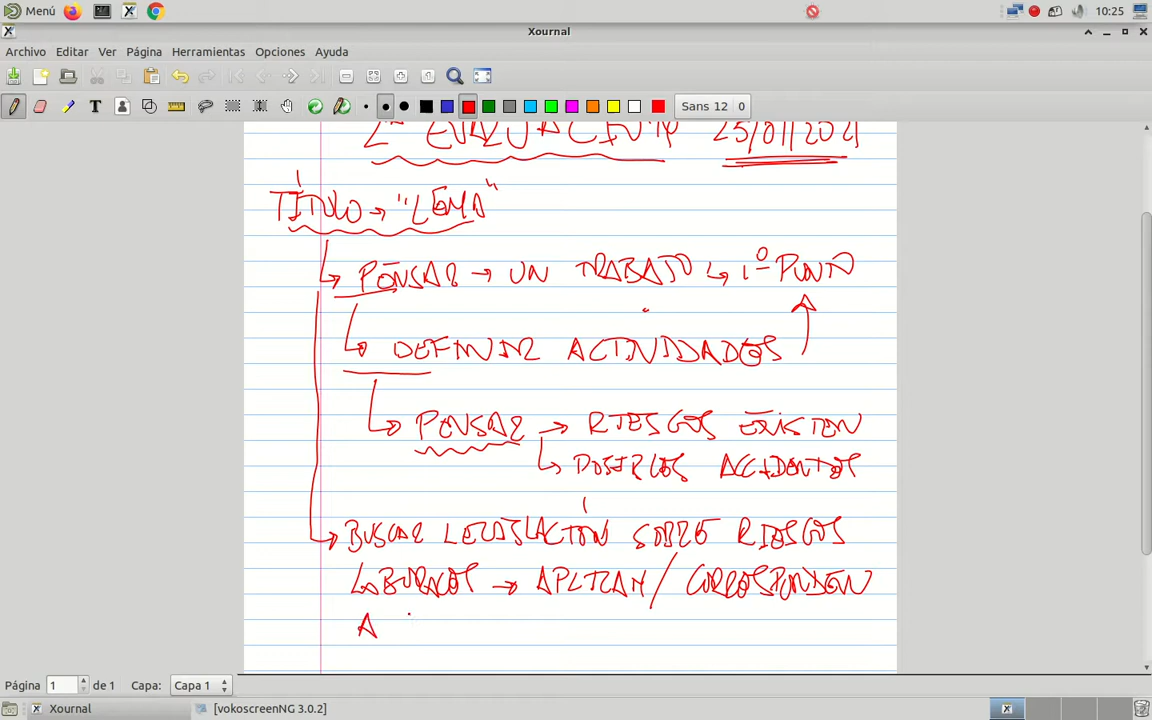 Menú 10:25
Xournal
Archivo Editar Ver Página Herramientas Opciones Ayuda
Sans 12 0
2ª EVALUACIÓN 25/01/2021
TÍTULO → "LEMA"
PENSAR → UN TRABAJO ↳ 1º PUNTO
DEFINIR ACTIVIDADES
PENSAR → RIESGOS EXISTEN
↳ POSIBLES ACCIDENTES
BUSCAR LEGISLACIÓN SOBRE RIESGOS
LABORALES → APLICAN / CORRESPONDEN
A
Página 1 de 1 Capa: Capa 1
Xournal [vokoscreenNG 3.0.2]